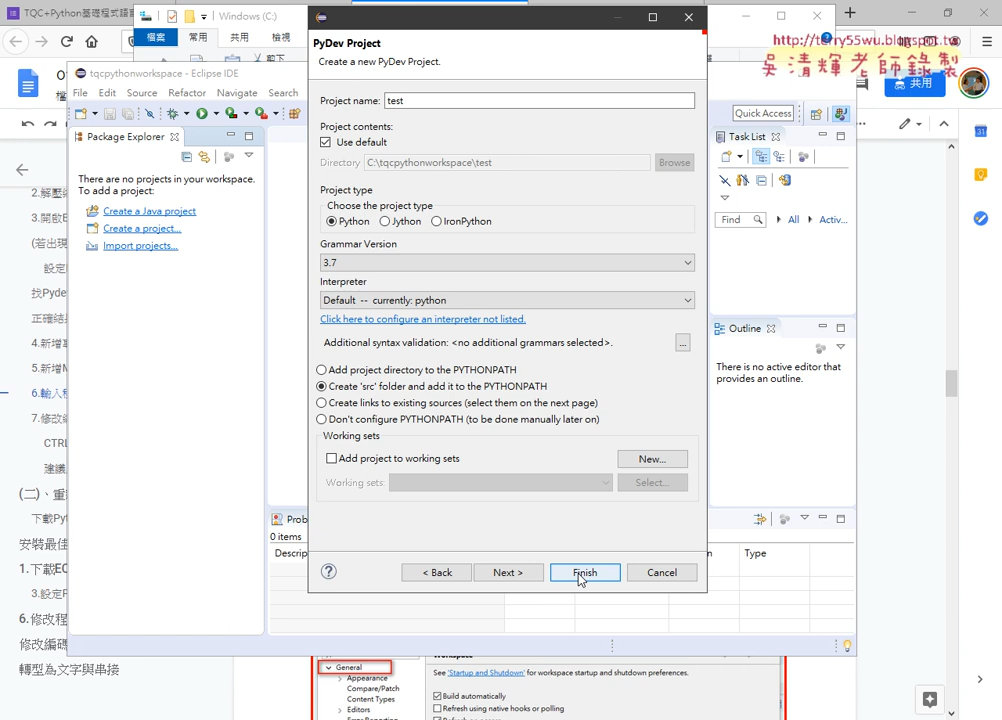 TQC+Python基礎程式語言
Windows (C:)
檔案
常用
共用
檢視
剪下
http://terry55wu.blogspot.tw
吳清輝老師錄製
共用
tqcpythonworkspace - Eclipse IDE
File Edit Source Refactor Navigate Search
Quick Access
Package Explorer
There are no projects in your workspace.
To add a project:
Create a Java project
Create a project...
Import projects...
PyDev Project
Create a new PyDev Project.
Project name: test
Project contents:
Use default
Directory C:\tqcpythonworkspace\test Browse
Project type
Choose the project type
Python Jython IronPython
Grammar Version
3.7
Interpreter
Default -- currently: python
Click here to configure an interpreter not listed.
Additional syntax validation: <no additional grammars selected>. ...
Add project directory to the PYTHONPATH
Create 'src' folder and add it to the PYTHONPATH
Create links to existing sources (select them on the next page)
Don't configure PYTHONPATH (to be done manually later on)
Working sets
Add project to working sets New...
Working sets Select...
< Back Next > Finish Cancel
Task List
Find All Activ...
Outline
There is no active editor that
provides an outline.
Prob
0 items
Descrip
Type
2.解壓縮
3.開啟E
(若出現
設定
找Pyde
正確結果
4.新增專
5.新增M
6.輸入程
7.修改編
CTRL
建議
(二)、重
下載Pyt
安裝最佳
1.下載EC
3.設定P
6.修改程
修改編碼
轉型為文字與串接
General
Appearance
Compare/Patch
Content Types
Editors
Workspace
See 'Startup and Shutdown' for workspace startup and shutdown preferences.
Build automatically
Refresh using native hooks or polling
31